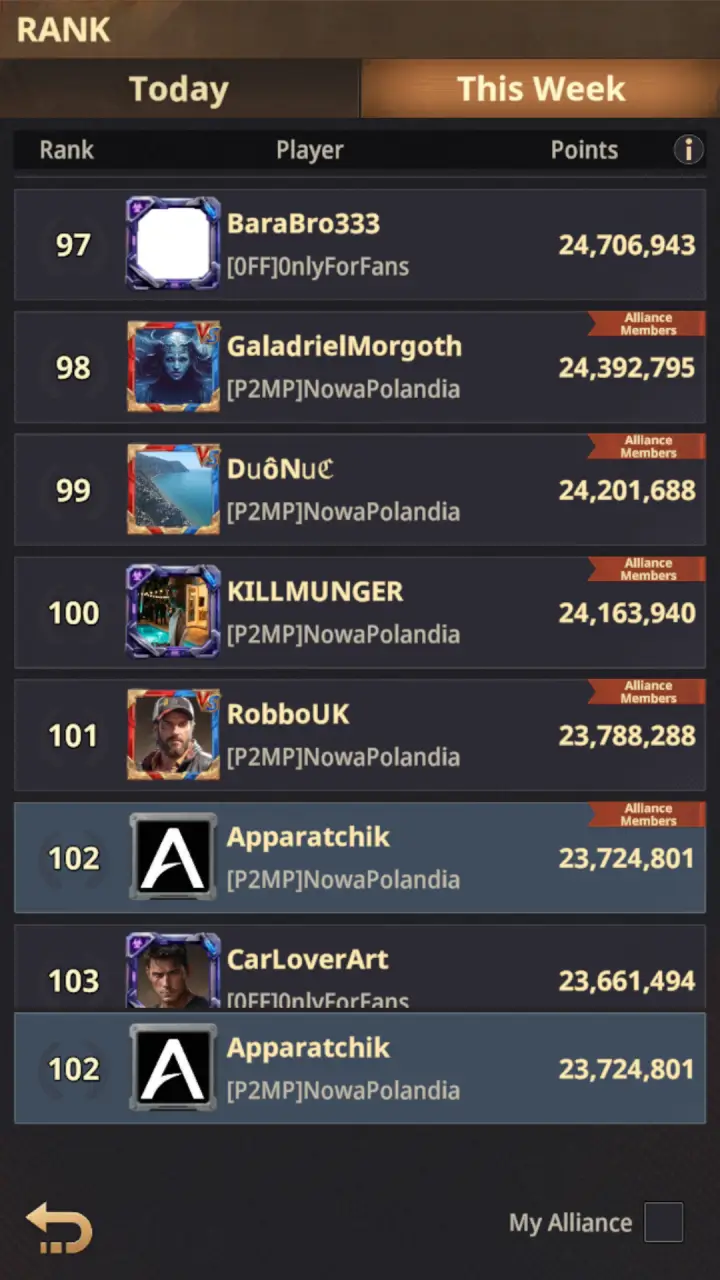 RANK
Today
This Week
Rank
Player
Points
97
BaraBro333
[0FF]0nlyForFans
24,706,943
Alliance
Members
98
GaladrielMorgoth
[P2MP]NowaPolandia
24,392,795
Alliance
Members
99
DuôNuℭ
[P2MP]NowaPolandia
24,201,688
Alliance
Members
100
KILLMUNGER
[P2MP]NowaPolandia
24,163,940
Alliance
Members
101
RobboUK
[P2MP]NowaPolandia
23,788,288
Alliance
Members
102
Apparatchik
[P2MP]NowaPolandia
23,724,801
103
CarLoverArt
[0FF]0nlyForFans
23,661,494
102
Apparatchik
[P2MP]NowaPolandia
23,724,801
My Alliance